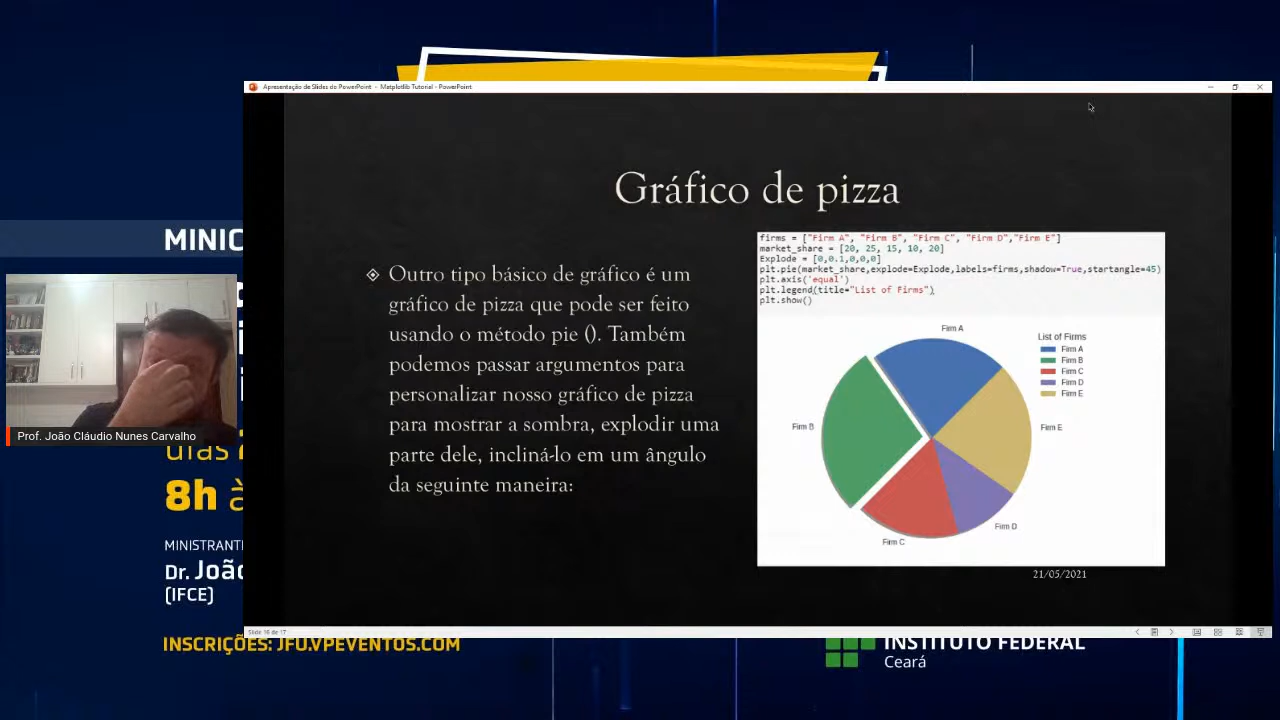 Apresentação de Slides do PowerPoint - Matplotlib Tutorial - PowerPoint
Gráfico de pizza
Outro tipo básico de gráfico é um
gráfico de pizza que pode ser feito
usando o método pie (). Também
podemos passar argumentos para
personalizar nosso gráfico de pizza
para mostrar a sombra, explodir uma
parte dele, incliná-lo em um ângulo
da seguinte maneira:
firms = ["Firm A", "Firm B", "Firm C", "Firm D","Firm E"]
market_share = [20, 25, 15, 10, 20]
Explode = [0,0.1,0,0,0]
plt.pie(market_share,explode=Explode,labels=firms,shadow=True,startangle=45)
plt.axis('equal')
plt.legend(title="List of Firms")
plt.show()
Firm A
Firm B
Firm C
Firm D
Firm E
List of Firms
Firm A
Firm B
Firm C
Firm D
Firm E
21/05/2021
Slide 16 de 17
MINIC
Prof. João Cláudio Nunes Carvalho
dias
8h à
MINISTRANT
Dr. João
(IFCE)
INSCRIÇÕES: JFU.VPEVENTOS.COM
INSTITUTO FEDERAL
Ceará